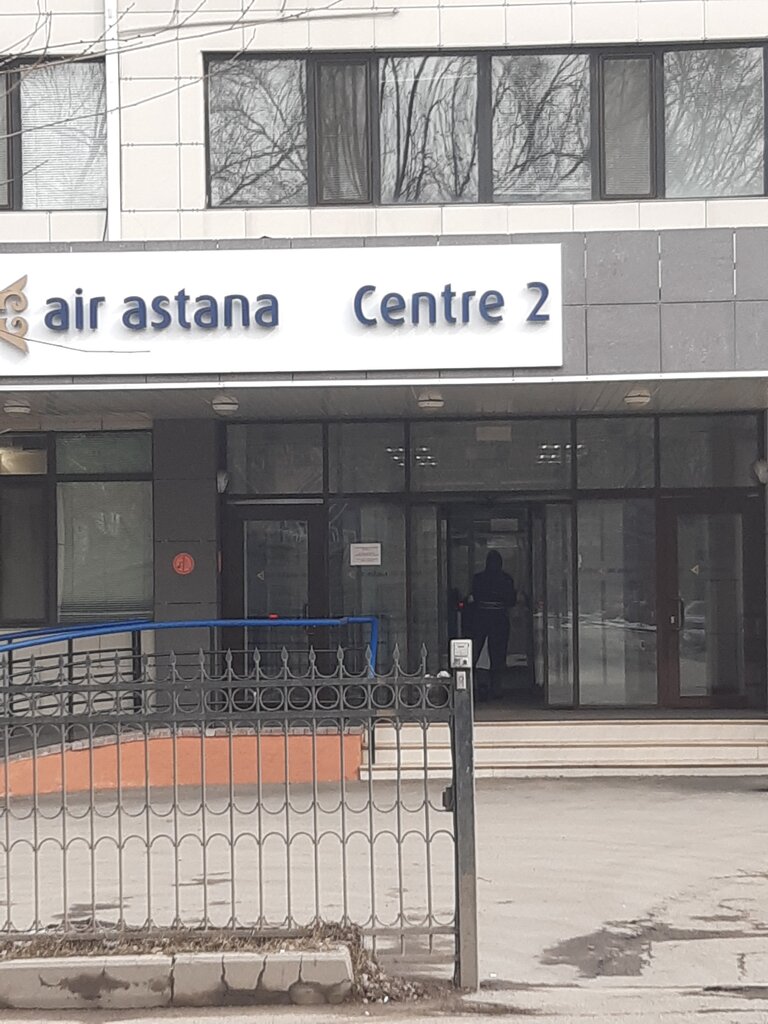 air astana Centre 2